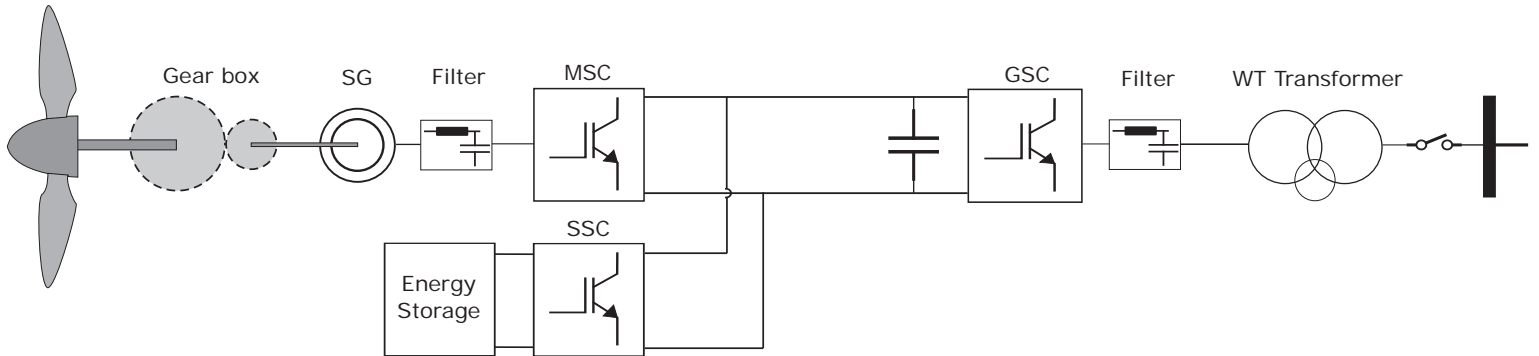 Gear box
SG
Filter
MSC
GSC
Filter
WT Transformer
SSC
Energy
Storage